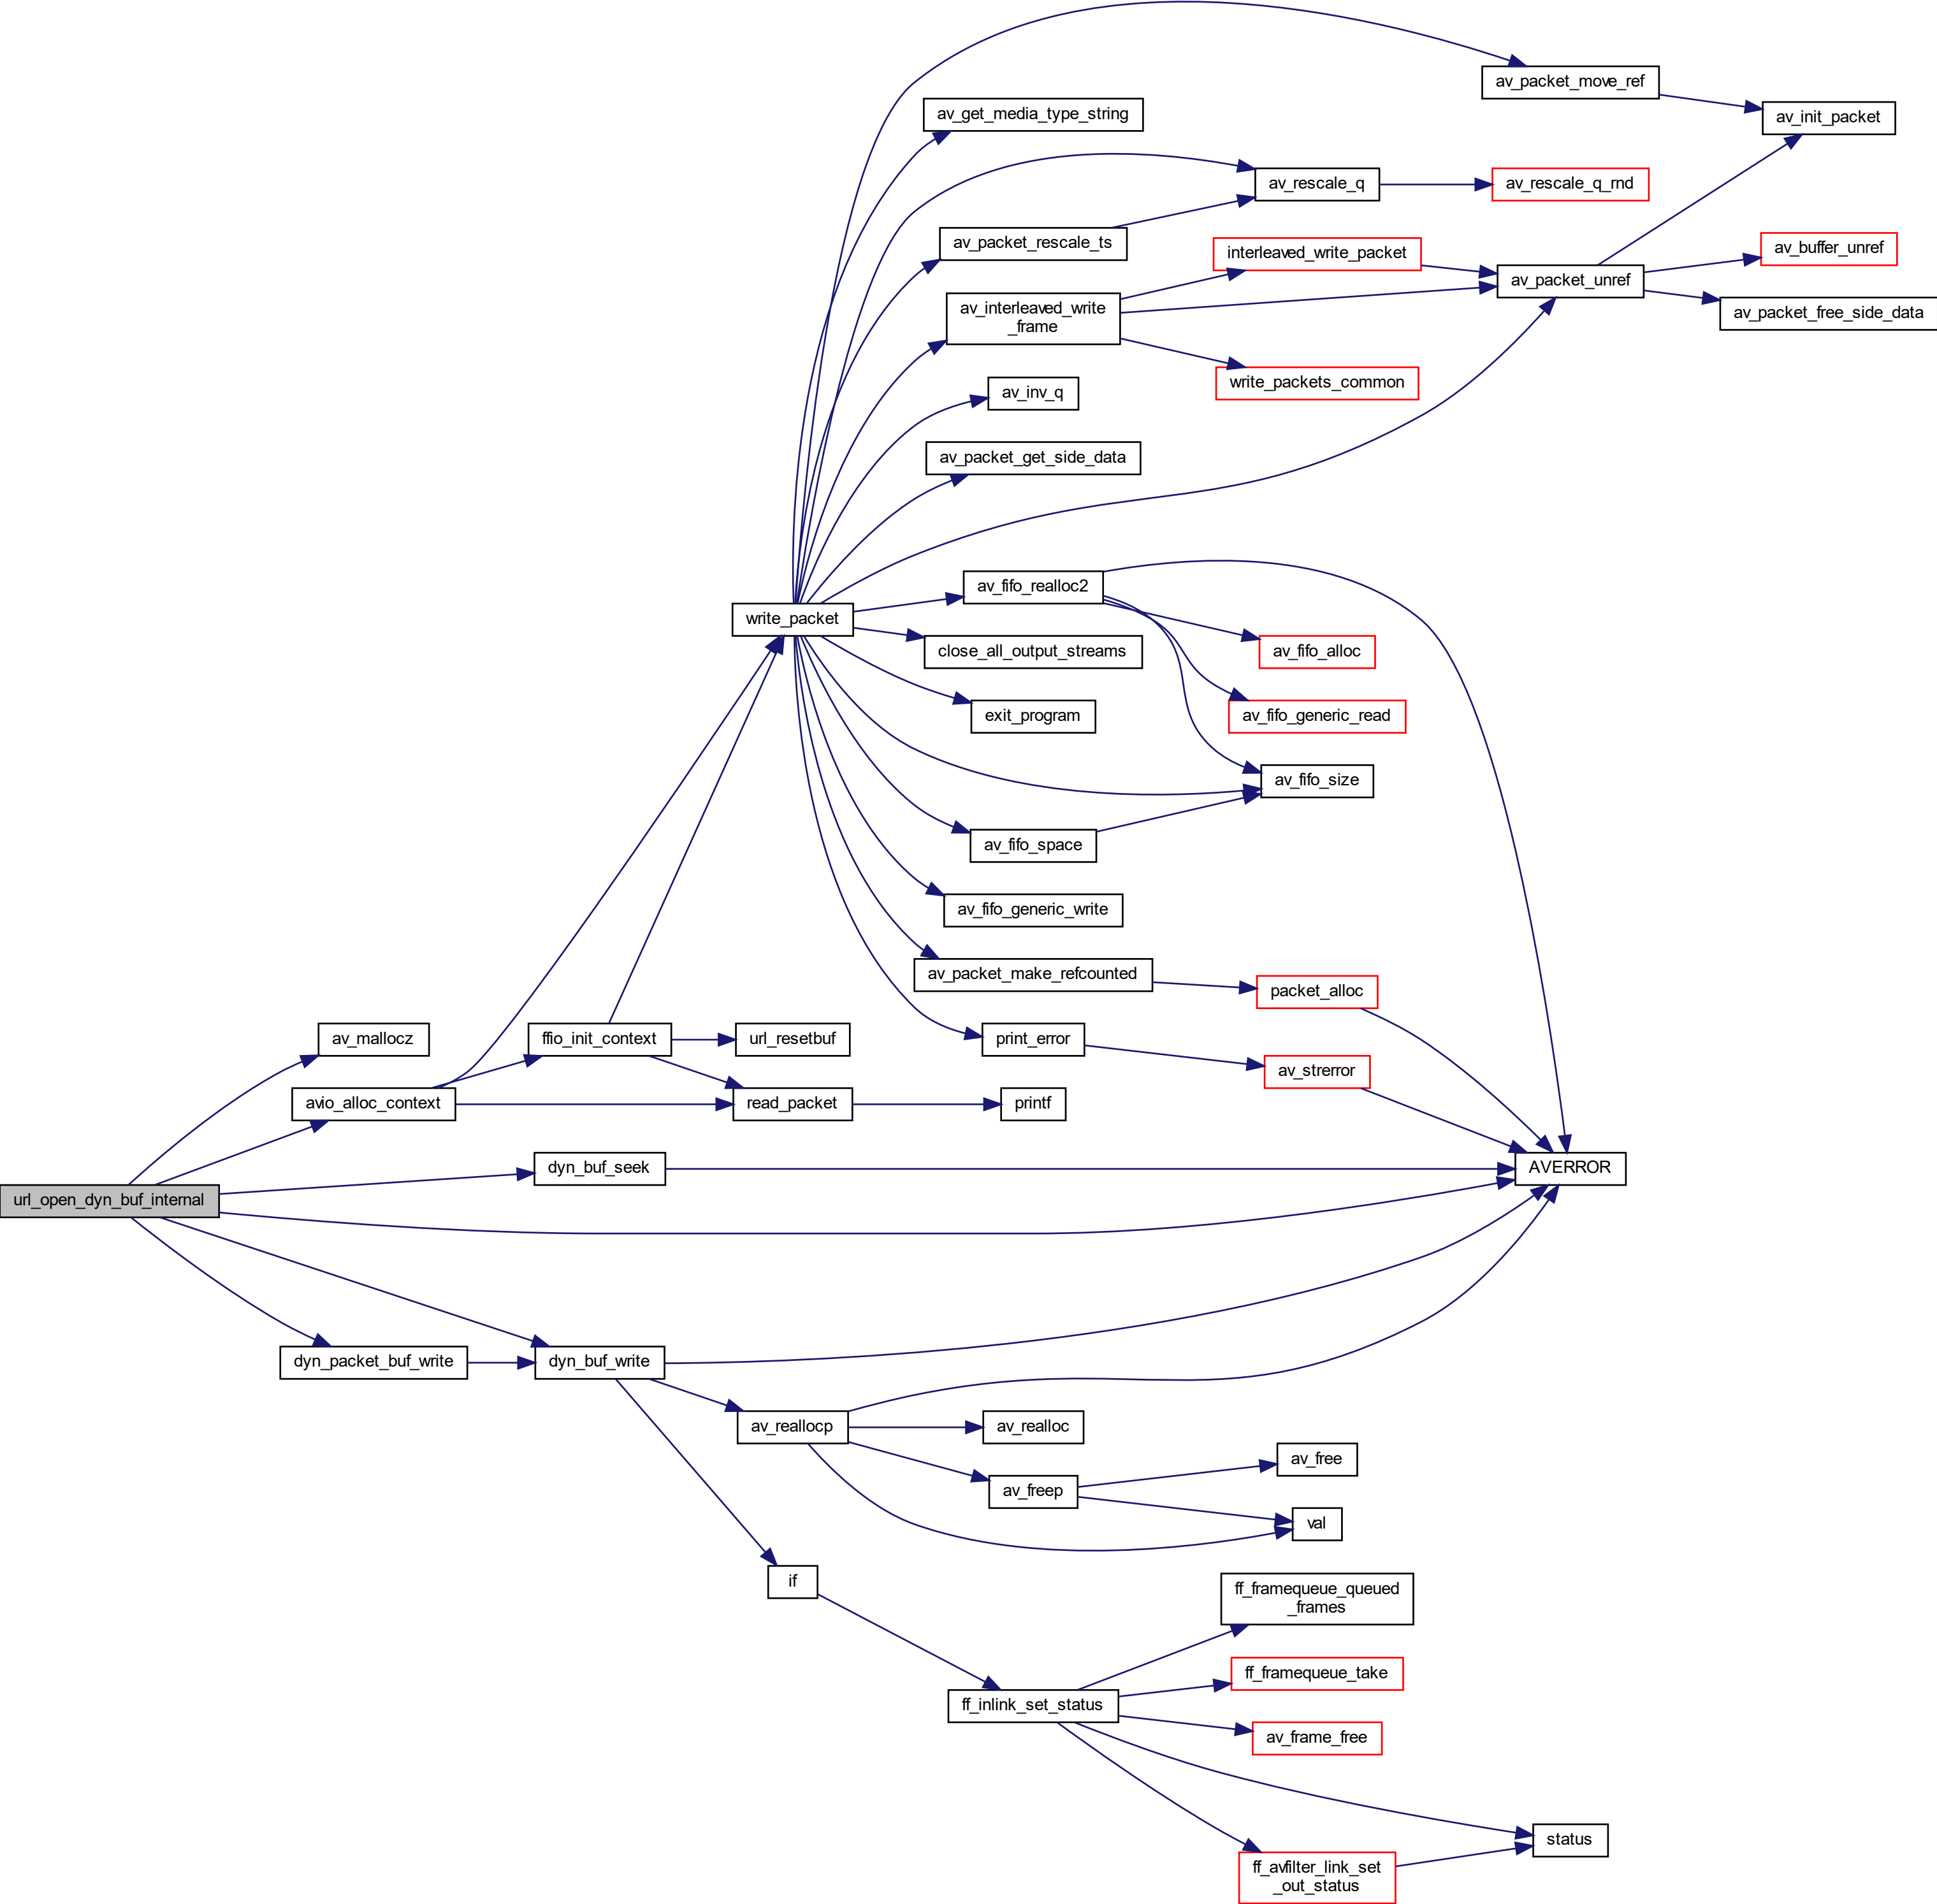 av_packet_move_ref
av_get_media_type_string
av_init_packet
av_rescale_q
av_rescale_q_rnd
av_packet_rescale_ts
interleaved_write_packet
av_buffer_unref
av_packet_unref
av_interleaved_write
_frame
av_packet_free_side_data
write_packets_common
av_inv_q
av_packet_get_side_data
av_fifo_realloc2
write_packet
close_all_output_streams
av_fifo_alloc
exit_program
av_fifo_generic_read
av_fifo_size
av_fifo_space
av_fifo_generic_write
av_packet_make_refcounted
packet_alloc
av_mallocz
ffio_init_context
url_resetbuf
print_error
av_strerror
avio_alloc_context
read_packet
printf
dyn_buf_seek
AVERROR
url_open_dyn_buf_internal
dyn_packet_buf_write
dyn_buf_write
av_reallocp
av_realloc
av_free
av_freep
val
if
ff_framequeue_queued
_frames
ff_framequeue_take
ff_inlink_set_status
av_frame_free
status
ff_avfilter_link_set
_out_status